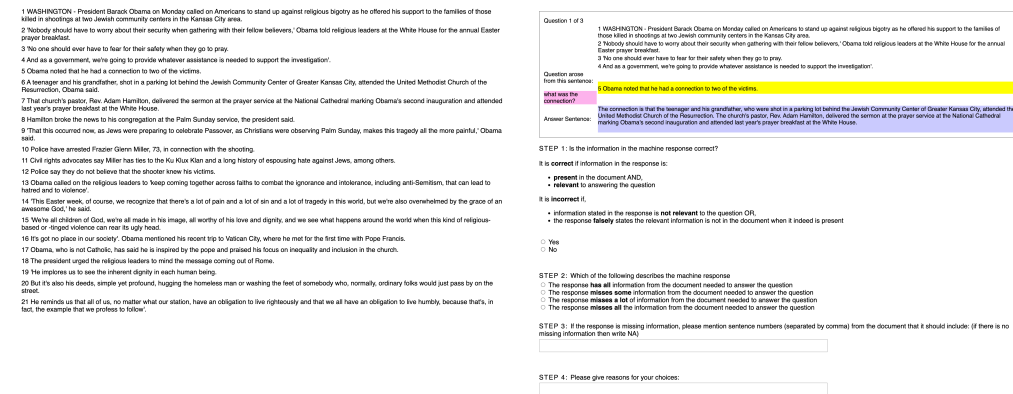 1 WASHINGTON - President Barack Obama on Monday called on Americans to stand up against religious bigotry as he offered his support to the families of those
killed in shootings at two Jewish community centers in the Kansas City area.
2 'Nobody should have to worry about their security when gathering with their fellow believers,' Obama told religious leaders at the White House for the annual Easter
prayer breakfast.
3 'No one should ever have to fear for their safety when they go to pray.
4 And as a government, we're going to provide whatever assistance is needed to support the investigation'.
5 Obama noted that he had a connection to two of the victims.
6 A teenager and his grandfather, shot in a parking lot behind the Jewish Community Center of Greater Kansas City, attended the United Methodist Church of the
Resurrection, Obama said.
7 That church's pastor, Rev. Adam Hamilton, delivered the sermon at the prayer service at the National Cathedral marking Obama's second inauguration and attended
last year's prayer breakfast at the White House.
8 Hamilton broke the news to his congregation at the Palm Sunday service, the president said.
9 'That this occurred now, as Jews were preparing to celebrate Passover, as Christians were observing Palm Sunday, makes this tragedy all the more painful,' Obama
said.
10 Police have arrested Frazier Glenn Miller, 73, in connection with the shooting.
11 Civil rights advocates say Miller has ties to the Ku Klux Klan and a long history of espousing hate against Jews, among others.
12 Police say they do not believe that the shooter knew his victims.
13 Obama called on the religious leaders to 'keep coming together across faiths to combat the ignorance and intolerance, including anti-Semitism, that can lead to
hatred and to violence'.
14 'This Easter week, of course, we recognize that there's a lot of pain and a lot of sin and a lot of tragedy in this world, but we're also overwhelmed by the grace of an
awesome God,' he said.
15 'We're all children of God, we're all made in his image, all worthy of his love and dignity, and we see what happens around the world when this kind of religious-
based or -tinged violence can rear its ugly head.
16 'It's got no place in our society'. Obama mentioned his recent trip to Vatican City, where he met for the first time with Pope Francis.
17 Obama, who is not Catholic, has said he is inspired by the pope and praised his focus on inequality and inclusion in the church.
18 The president urged the religious leaders to mind the message coming out of Rome.
19 'He implores us to see the inherent dignity in each human being.
20 But it's also his deeds, simple yet profound, hugging the homeless man or washing the feet of somebody who, normally, ordinary folks would just pass by on the
street.
21 He reminds us that all of us, no matter what our station, have an obligation to live righteously and that we all have an obligation to live humbly, because that's, in
fact, the example that we profess to follow'.
Question 1 of 3
1 WASHINGTON - President Barack Obama on Monday called on Americans to stand up against religious bigotry as he offered his support to the families of
those killed in shootings at two Jewish community centers in the Kansas City area.
2 'Nobody should have to worry about their security when gathering with their fellow believers,' Obama told religious leaders at the White House for the annual
Easter prayer breakfast.
3 'No one should ever have to fear for their safety when they go to pray.
4 And as a government, we're going to provide whatever assistance is needed to support the investigation'.
Question arose
from this sentence:
5 Obama noted that he had a connection to two of the victims.
what was the
connection?
Answer Sentence:
The connection is that the teenager and his grandfather, who were shot in a parking lot behind the Jewish Community Center of Greater Kansas City, attended the
United Methodist Church of the Resurrection. The church's pastor, Rev. Adam Hamilton, delivered the sermon at the prayer service at the National Cathedral
marking Obama's second inauguration and attended last year's prayer breakfast at the White House.
STEP 1: Is the information in the machine response correct?
It is correct if information in the response is:
• present in the document AND,
• relevant to answering the question
It is incorrect if,
• information stated in the response is not relevant to the question OR,
• the response falsely states the relevant information is not in the document when it indeed is present
Yes
No
STEP 2: Which of the following describes the machine response
The response has all information from the document needed to answer the question
The response misses some information from the document needed to answer the question
The response misses a lot of information from the document needed to answer the question
The response misses all the information from the document needed to answer the question
STEP 3: If the response is missing information, please mention sentence numbers (separated by comma) from the document that it should include: (if there is no
missing information then write NA)
STEP 4: Please give reasons for your choices: